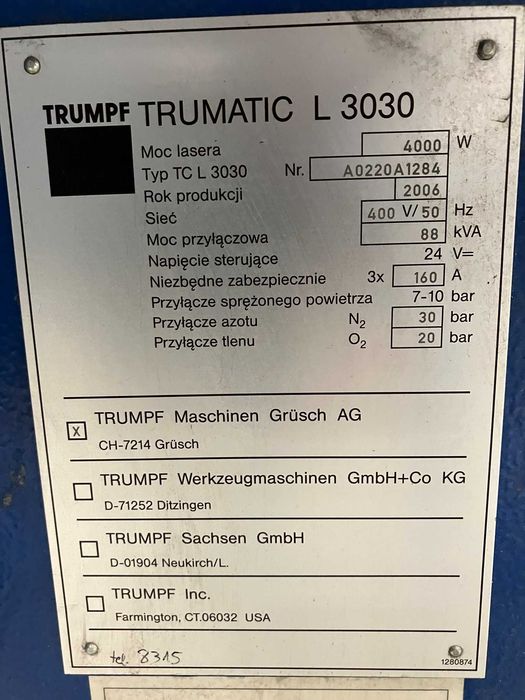 TRUMPF TRUMATIC L 3030
Moc lasera 4000 W
Typ TC L 3030 Nr. A0220A1284
Rok produkcji 2006
Sieć 400 V/50 Hz
Moc przyłączowa 88 kVA
Napięcie sterujące 24 V=
Niezbędne zabezpiecznie 3x 160 A
Przyłącze sprężonego powietrza 7-10 bar
Przyłącze azotu N₂ 30 bar
Przyłącze tlenu O₂ 20 bar
X TRUMPF Maschinen Grüsch AG
CH-7214 Grüsch
TRUMPF Werkzeugmaschinen GmbH+Co KG
D-71252 Ditzingen
TRUMPF Sachsen GmbH
D-01904 Neukirch/L.
TRUMPF Inc.
Farmington, CT.06032 USA
tel. 8315
1280874